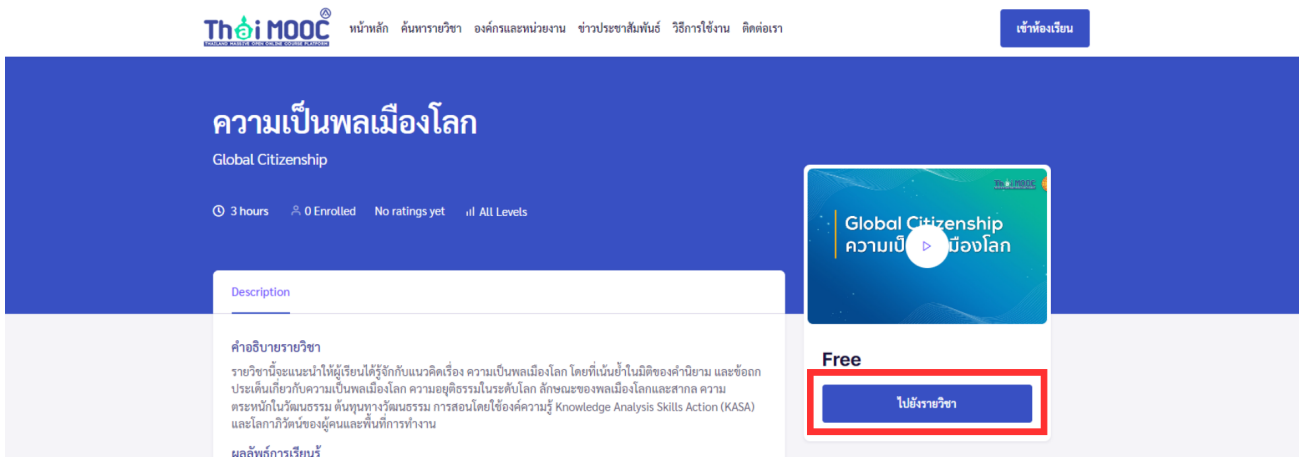 Thai MOOC
THAILAND MASSIVE OPEN ONLINE COURSE PLATFORM
หน้าหลัก ค้นหารายวิชา องค์กรและหน่วยงาน ข่าวประชาสัมพันธ์ วิธีการใช้งาน ติดต่อเรา
เข้าห้องเรียน
ความเป็นพลเมืองโลก
Global Citizenship
3 hours 0 Enrolled No ratings yet All Levels
Thai MOOC
Global Citizenship
ความเป็ มืองโลก
Description
คำอธิบายรายวิชา
รายวิชานี้จะแนะนำให้ผู้เรียนได้รู้จักกับแนวคิดเรื่อง ความเป็นพลเมืองโลก โดยที่เน้นย้ำในมิติของคำนิยาม และข้อถก
ประเด็นเกี่ยวกับความเป็นพลเมืองโลก ความอยุติธรรมในระดับโลก ลักษณะของพลเมืองโลกและสากล ความ
ตระหนักในวัฒนธรรม ต้นทุนทางวัฒนธรรม การสอนโดยใช้องค์ความรู้ Knowledge Analysis Skills Action (KASA)
และโลกาภิวัตน์ของผู้คนและพื้นที่การทำงาน
ผลลัพธ์การเรียนรู้
Free
ไปยังรายวิชา